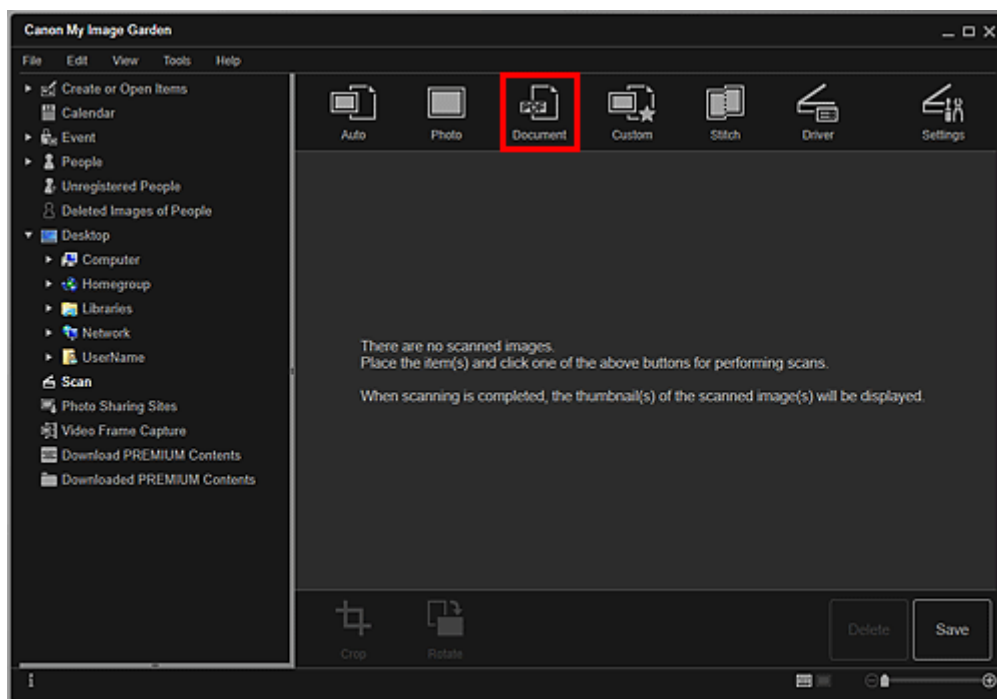 Canon My Image Garden
File Edit View Tools Help
Create or Open Items
Calendar
Event
People
Unregistered People
Deleted Images of People
Desktop
Computer
Homegroup
Libraries
Network
UserName
Scan
Photo Sharing Sites
Video Frame Capture
Download PREMIUM Contents
Downloaded PREMIUM Contents
Auto Photo Document Custom Stitch Driver Settings
There are no scanned images.
Place the item(s) and click one of the above buttons for performing scans.
When scanning is completed, the thumbnail(s) of the scanned image(s) will be displayed.
Crop Rotate Delete Save